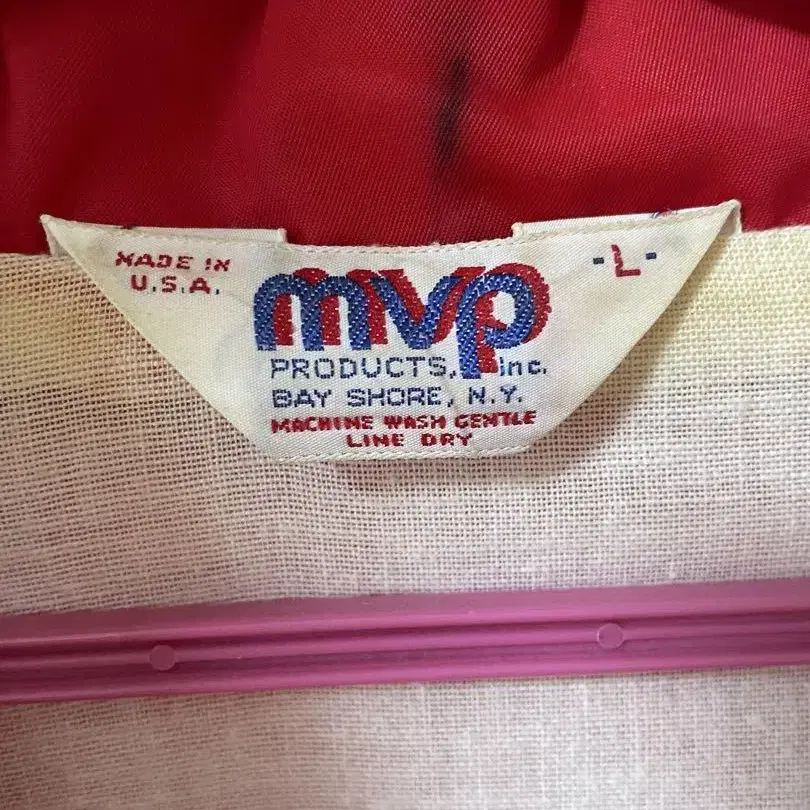 MADE IN
U.S.A.
-L-
mvp
PRODUCTS, inc.
BAY SHORE, N.Y.
MACHINE WASH GENTLE
LINE DRY